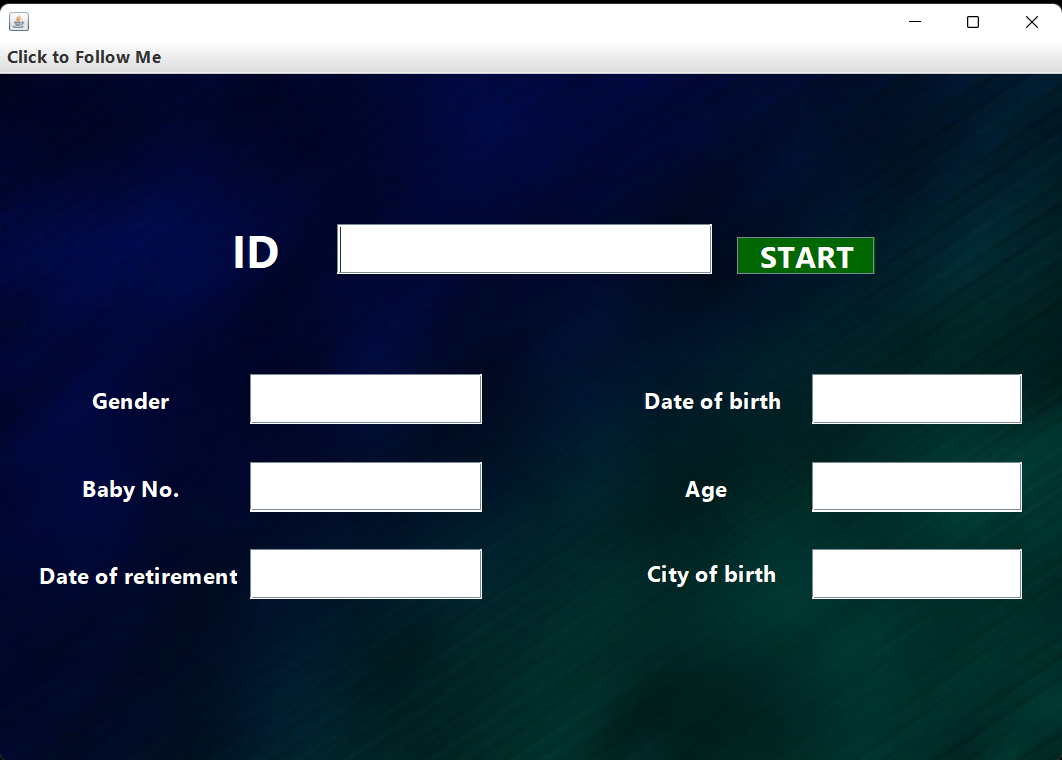 Click to Follow Me
ID
START
Gender
Date of birth
Baby No.
Age
Date of retirement
City of birth